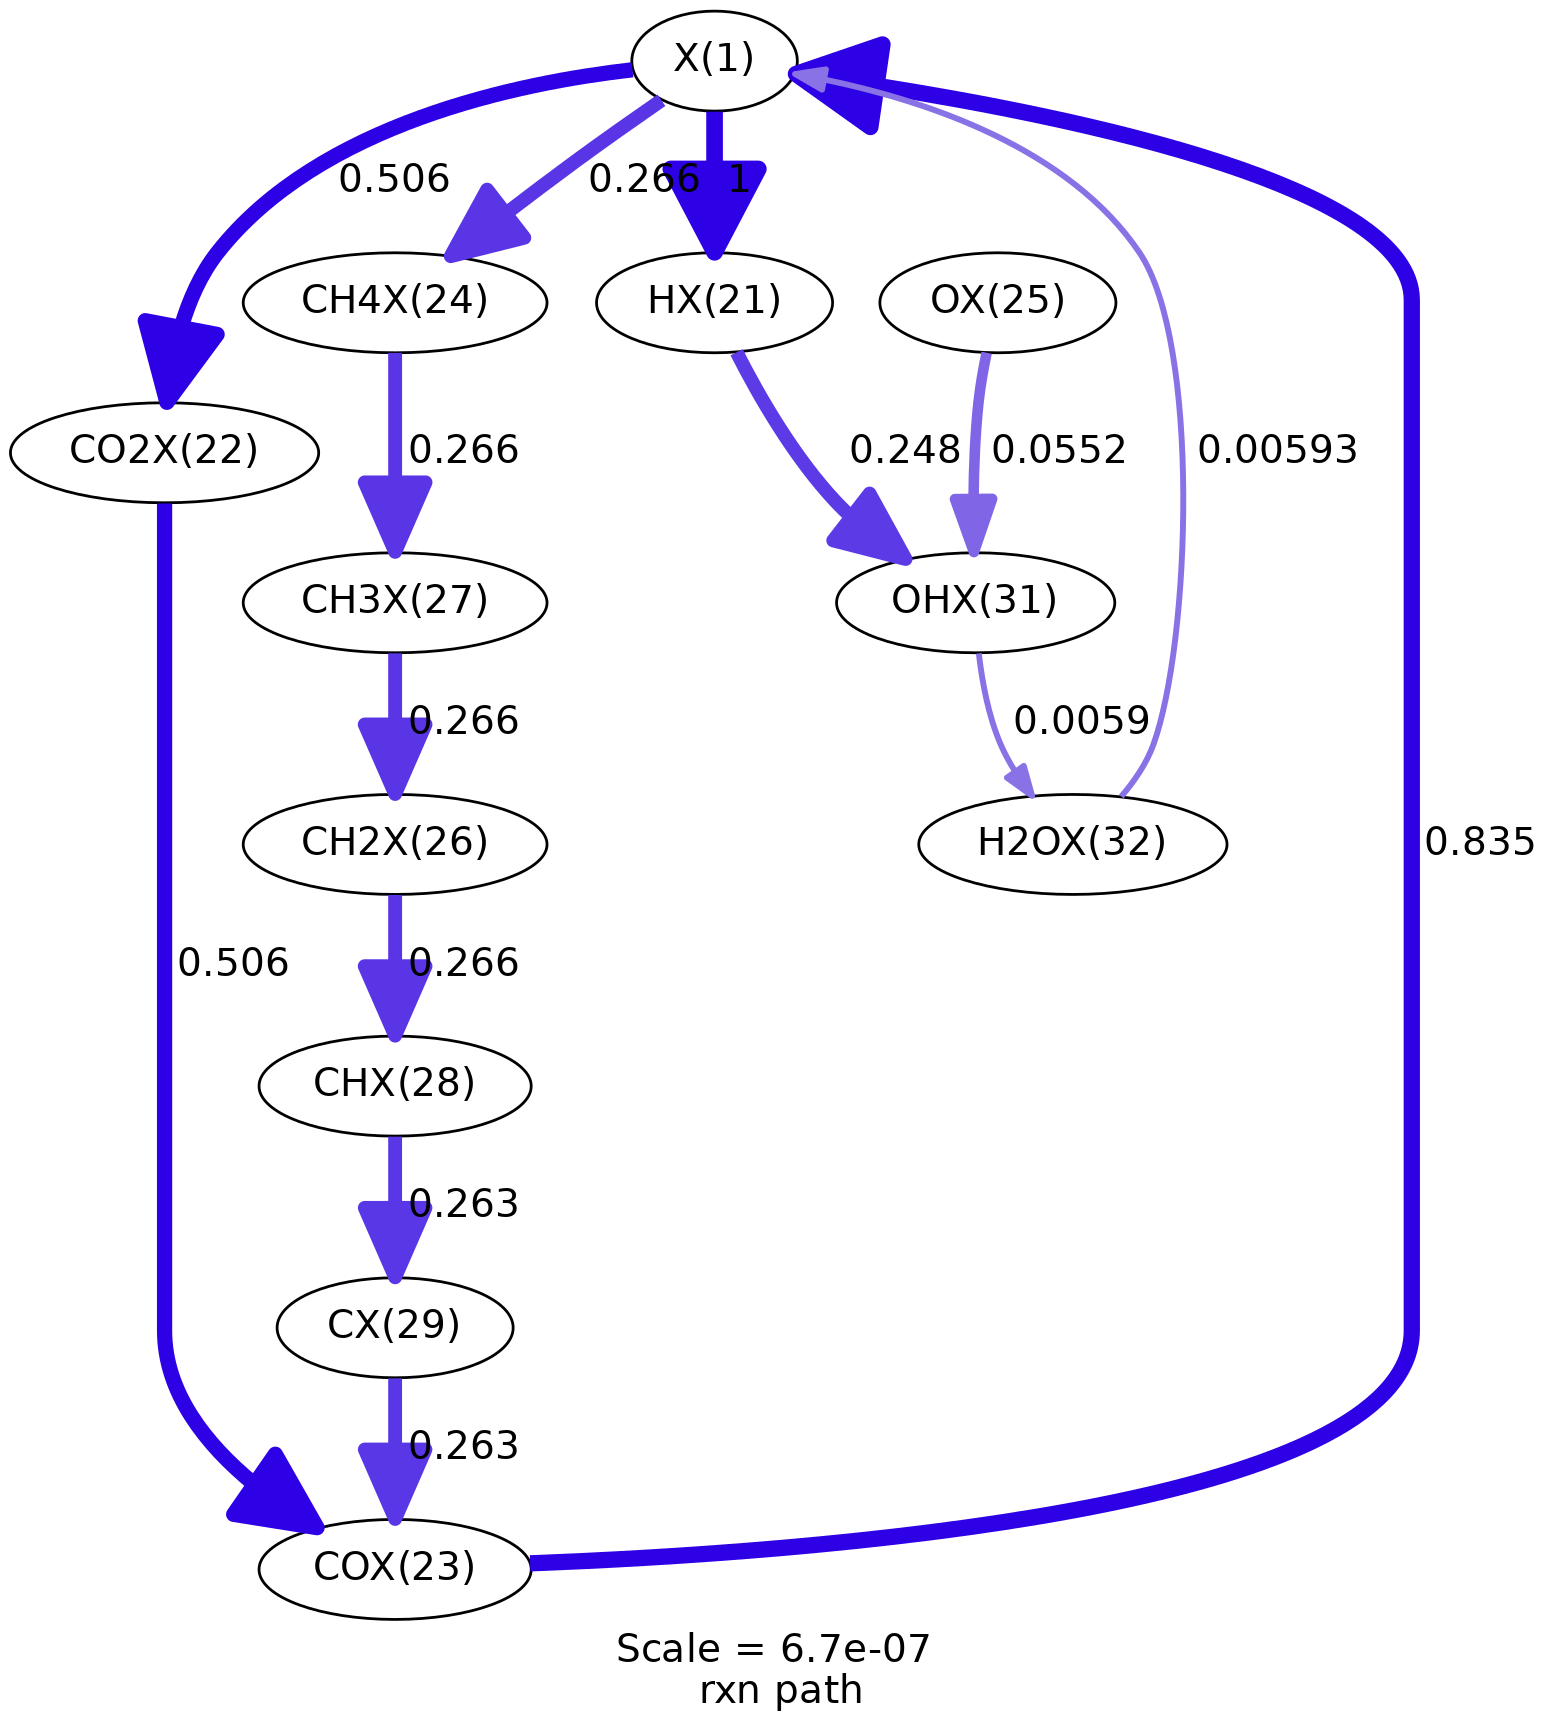 X(1)
0.506
0.266
1
CH4X(24)
HX(21)
OX(25)
CO2X(22)
0.266
0.248
0.0552
0.00593
CH3X(27)
OHX(31)
0.266
0.0059
CH2X(26)
H2OX(32)
0.835
0.506
0.266
CHX(28)
0.263
CX(29)
0.263
COX(23)
Scale = 6.7e-07
rxn path